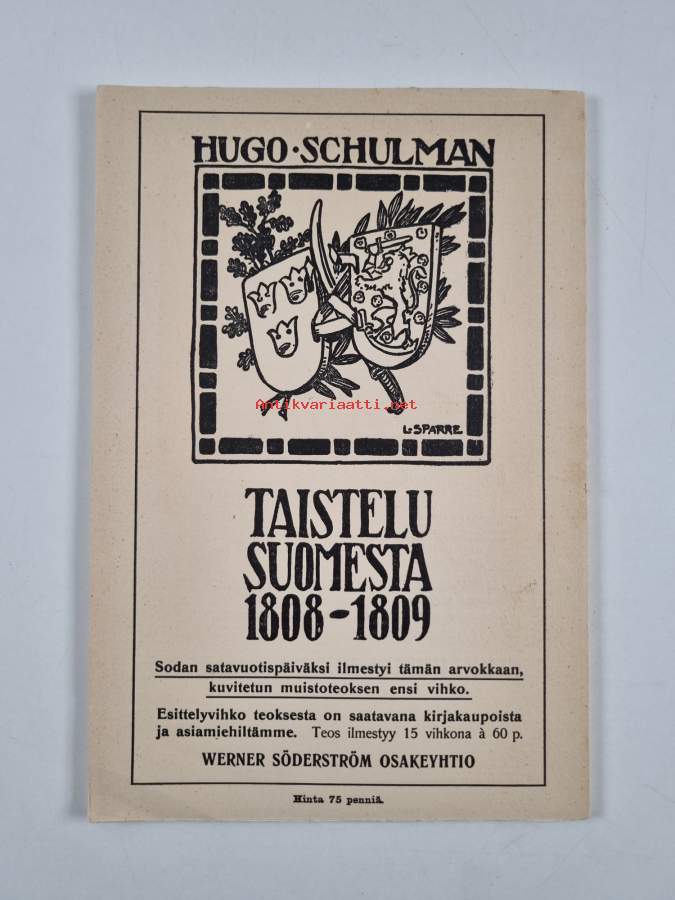 HUGO·SCHULMAN
Antikvariaatti.net
L·SPARRE
TAISTELU
SUOMESTA
1808-1809
Sodan satavuotispäiväksi ilmestyi tämän arvokkaan,
kuvitetun muistoteoksen ensi vihko.
Esittelyvihko teoksesta on saatavana kirjakaupoista
ja asiamiehiltämme. Teos ilmestyy 15 vihkona à 60 p.
WERNER SÖDERSTRÖM OSAKEYHTIO
Hinta 75 penniä.